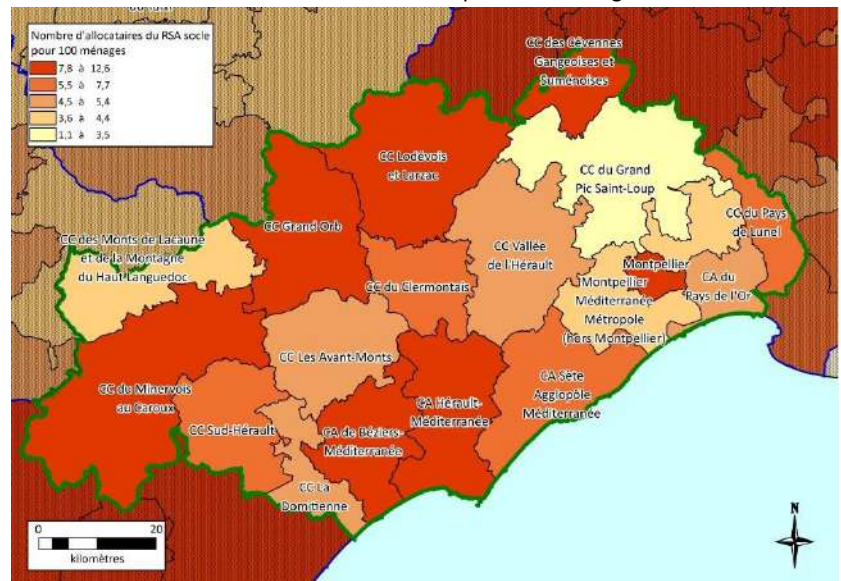 Nombre d'allocataires du RSA socle
pour 100 ménages
7,8 à 12,6
5,5 à 7,7
4,5 à 5,4
3,6 à 4,4
1,1 à 3,5
CC des Cévennes
Gangeoises et
Suménoises
CC Lodévois
et Larzac
CC du Grand
Pic Saint-Loup
CC Grand Orb
CC du Pays
de Lunel
CC des Monts de Lacaune
et de la Montagne
du Haut Languedoc
CC Vallée
de l'Hérault
Montpellier
CA du
Pays de l'Or
CC du Clermontais
Montpellier
Méditerranée
Métropole
(hors Montpellier)
CC Les Avant-Monts
CC du Minervois
au Caroux
CA Sète
Agglopôle
Méditerranée
CA Hérault-
Méditerranée
CC Sud-Hérault
CA de Béziers-
Méditerranée
CC La
Domitienne
0 20
kilomètres
N